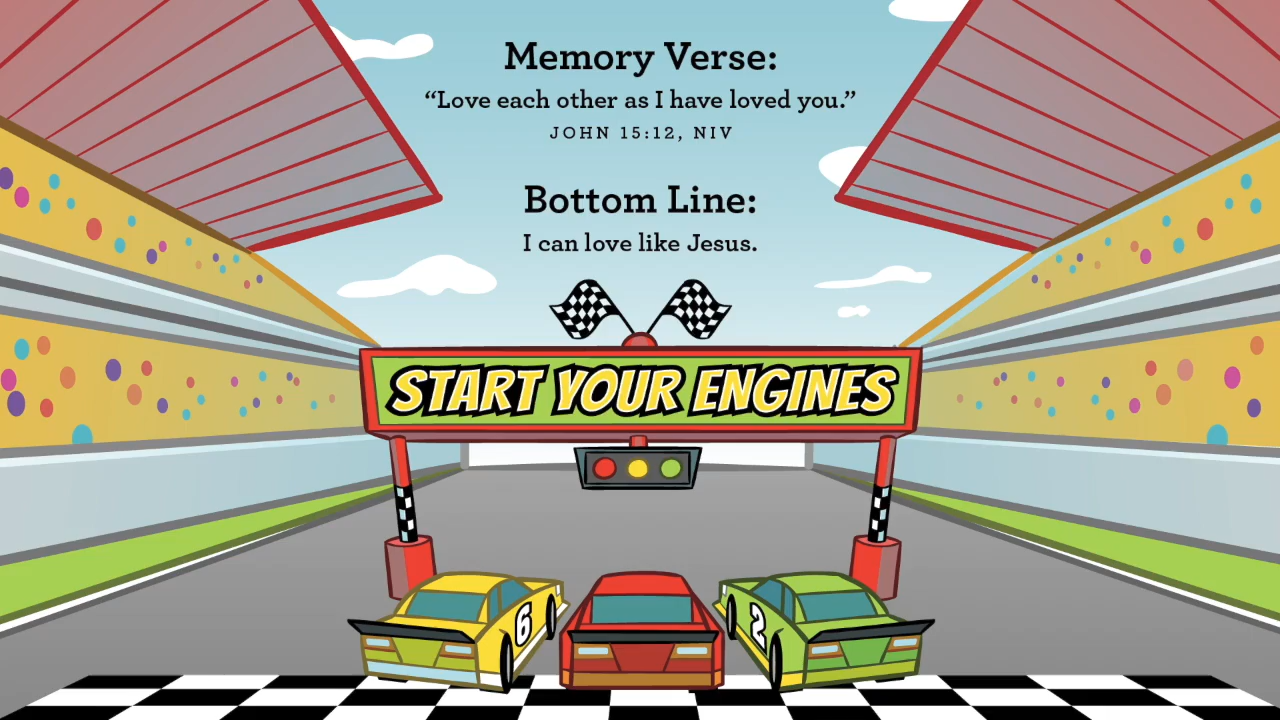 Memory Verse:
“Love each other as I have loved you.”
JOHN 15:12, NIV
Bottom Line:
I can love like Jesus.
START YOUR ENGINES
6
2